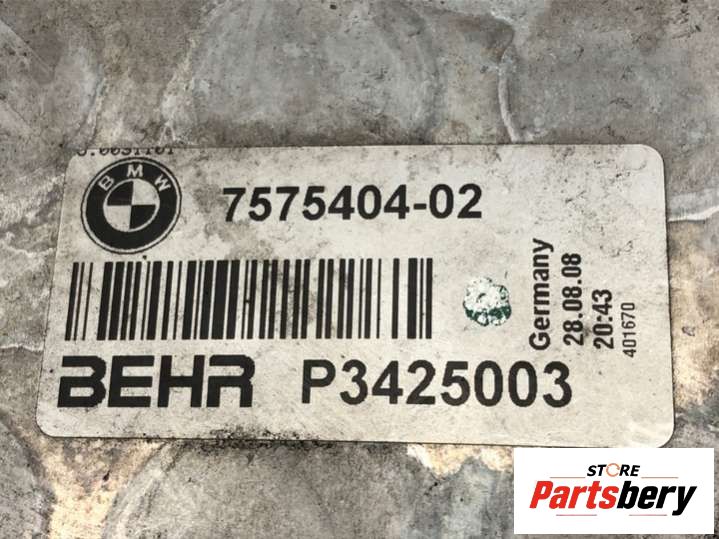 BMW
7575404-02
BEHR P3425003
Germany
28.08.08
20:43
401670
STORE
Partsbery